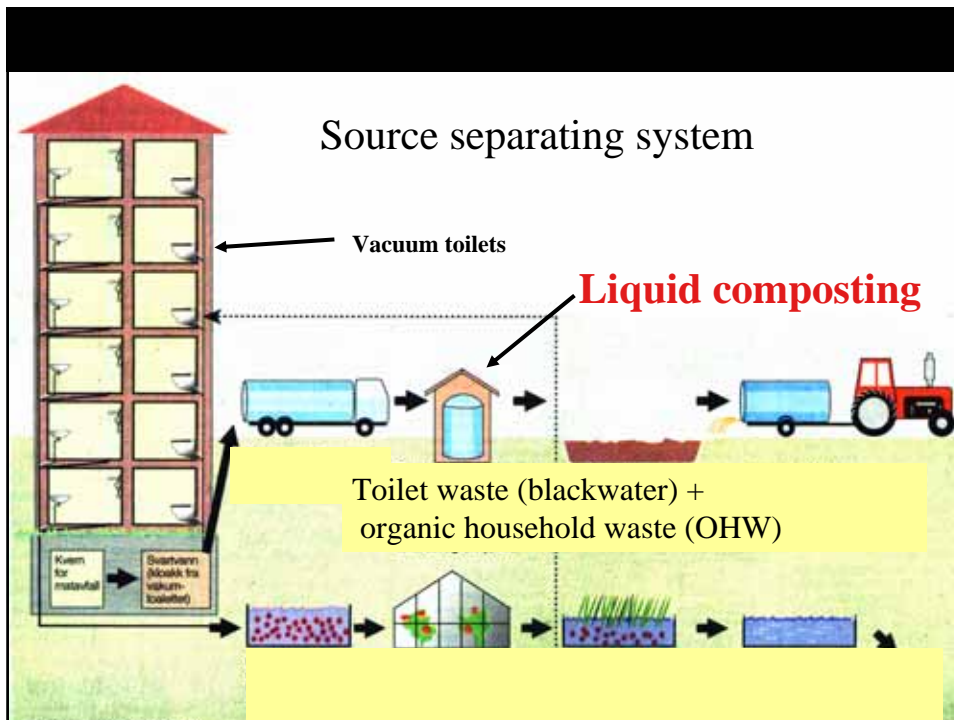 Source separating system
Vacuum toilets
Liquid composting
Toilet waste (blackwater) +
organic household waste (OHW)
Kvern
for
matavfall
Svartvann
(kloakk fra
vakum-
toalettet)